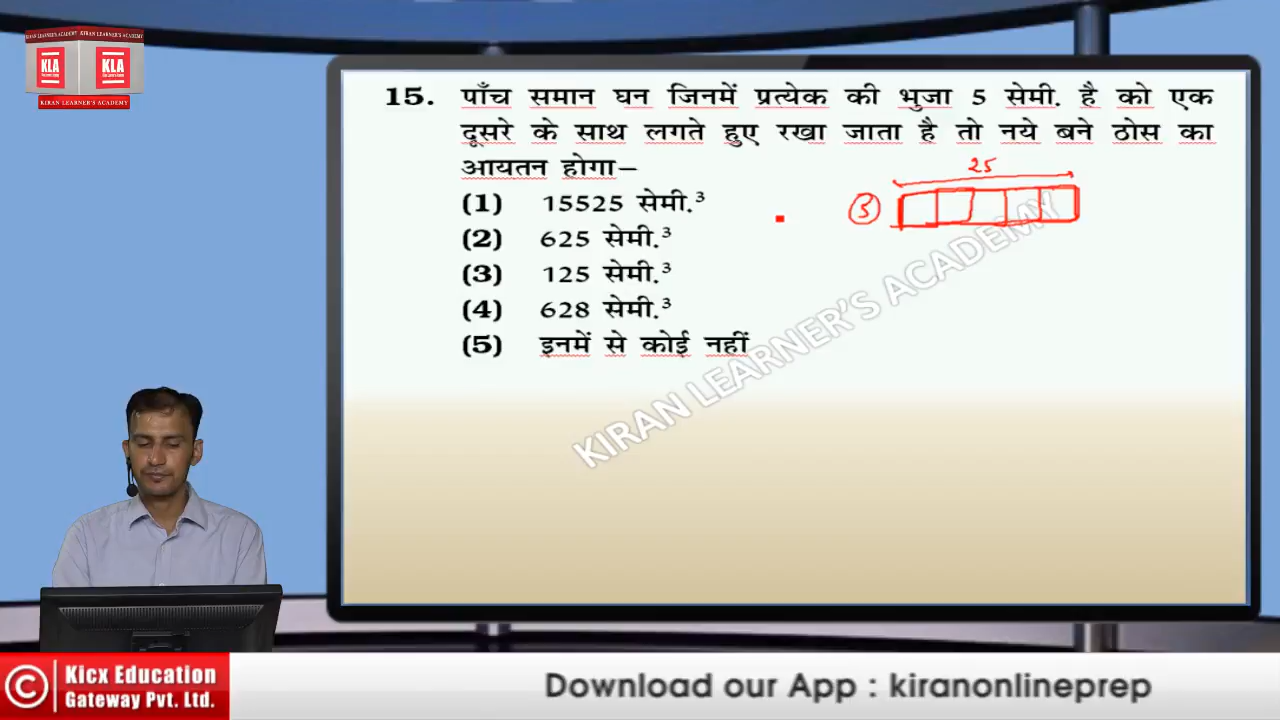 KIRAN LEARNER'S ACADEMY KIRAN LEARNER'S ACADEMY
KLA KLA
KIRAN LEARNER'S ACADEMY
15. पाँच समान घन जिनमें प्रत्येक की भुजा 5 सेमी. है को एक
दूसरे के साथ लगते हुए रखा जाता है तो नये बने ठोस का
आयतन होगा–
25
(1) 15525 सेमी.³
(2) 625 सेमी.³
(3) 125 सेमी.³
(4) 628 सेमी.³
(5) इनमें से कोई नहीं
KIRAN LEARNER'S ACADEMY
© Kicx Education
Gateway Pvt. Ltd.
Download our App : kiranonlineprep